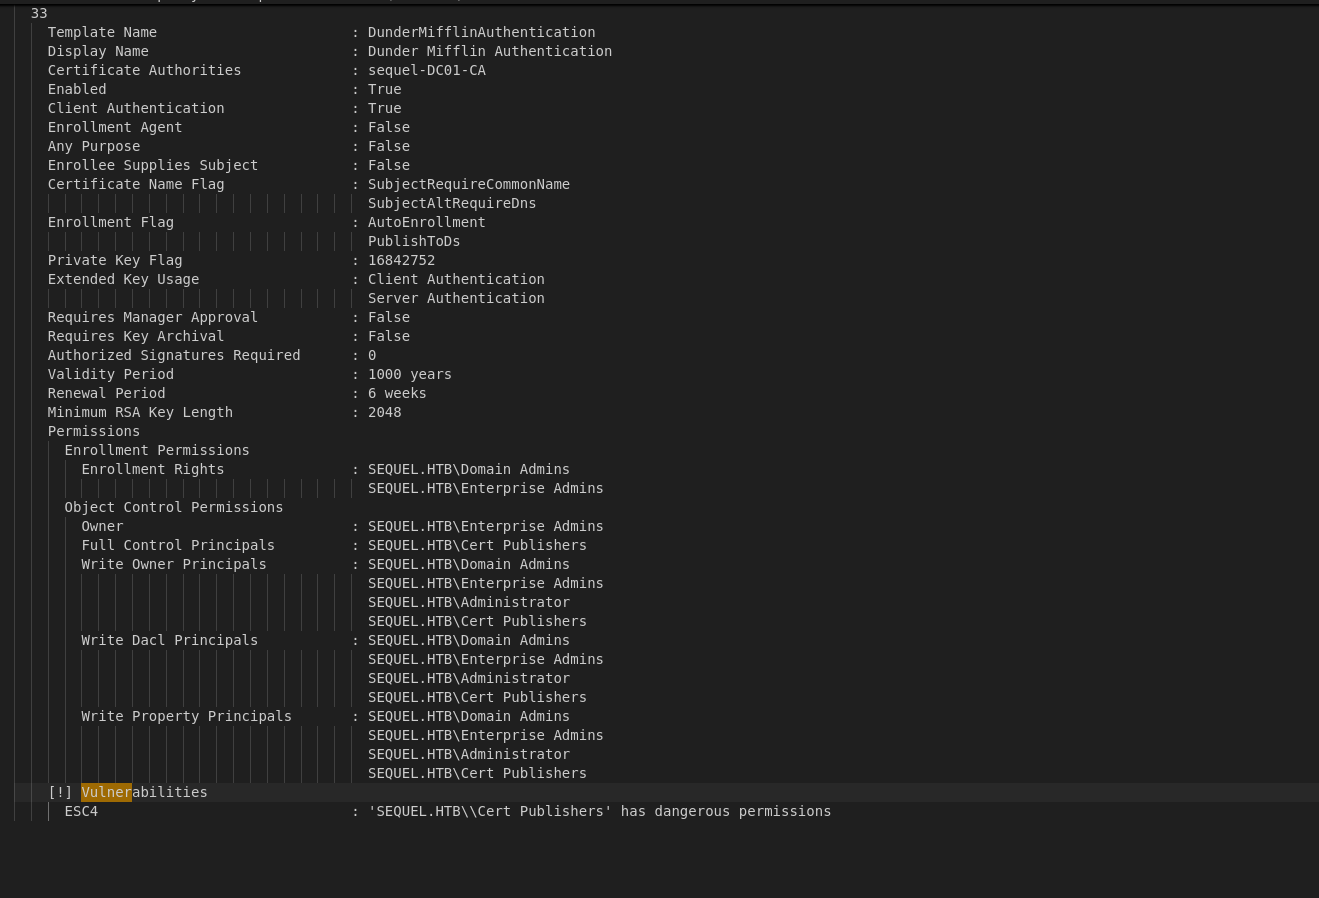 33
Template Name : DunderMifflinAuthentication
Display Name : Dunder Mifflin Authentication
Certificate Authorities : sequel-DC01-CA
Enabled : True
Client Authentication : True
Enrollment Agent : False
Any Purpose : False
Enrollee Supplies Subject : False
Certificate Name Flag : SubjectRequireCommonName
SubjectAltRequireDns
Enrollment Flag : AutoEnrollment
PublishToDs
Private Key Flag : 16842752
Extended Key Usage : Client Authentication
Server Authentication
Requires Manager Approval : False
Requires Key Archival : False
Authorized Signatures Required : 0
Validity Period : 1000 years
Renewal Period : 6 weeks
Minimum RSA Key Length : 2048
Permissions
Enrollment Permissions
Enrollment Rights : SEQUEL.HTB\Domain Admins
SEQUEL.HTB\Enterprise Admins
Object Control Permissions
Owner : SEQUEL.HTB\Enterprise Admins
Full Control Principals : SEQUEL.HTB\Cert Publishers
Write Owner Principals : SEQUEL.HTB\Domain Admins
SEQUEL.HTB\Enterprise Admins
SEQUEL.HTB\Administrator
SEQUEL.HTB\Cert Publishers
Write Dacl Principals : SEQUEL.HTB\Domain Admins
SEQUEL.HTB\Enterprise Admins
SEQUEL.HTB\Administrator
SEQUEL.HTB\Cert Publishers
Write Property Principals : SEQUEL.HTB\Domain Admins
SEQUEL.HTB\Enterprise Admins
SEQUEL.HTB\Administrator
SEQUEL.HTB\Cert Publishers
[!] Vulnerabilities
ESC4 : 'SEQUEL.HTB\\Cert Publishers' has dangerous permissions